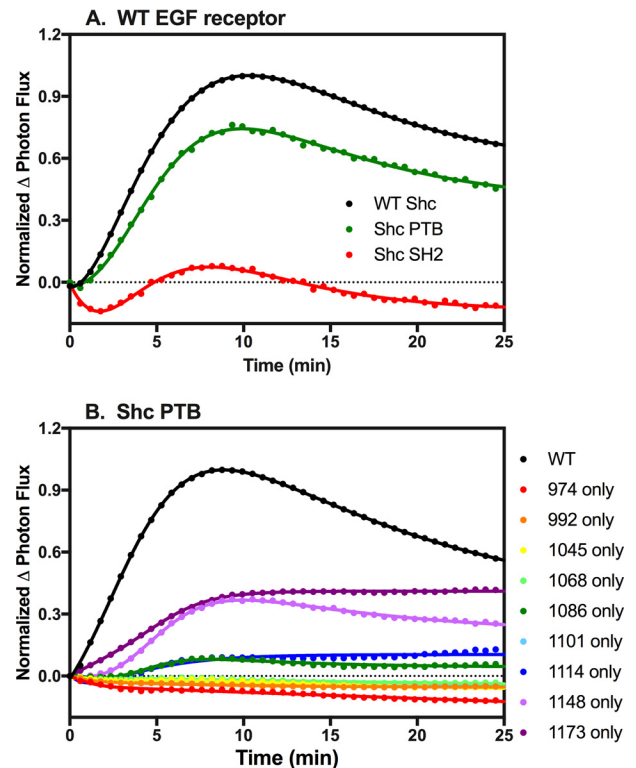 A. WT EGF receptor
Normalized Δ Photon Flux
1.2
0.9
0.6
0.3
0.0
WT Shc
Shc PTB
Shc SH2
0 5 10 15 20 25
Time (min)
B. Shc PTB
Normalized Δ Photon Flux
1.2
0.9
0.6
0.3
0.0
0 5 10 15 20 25
Time (min)
WT
974 only
992 only
1045 only
1068 only
1086 only
1101 only
1114 only
1148 only
1173 only